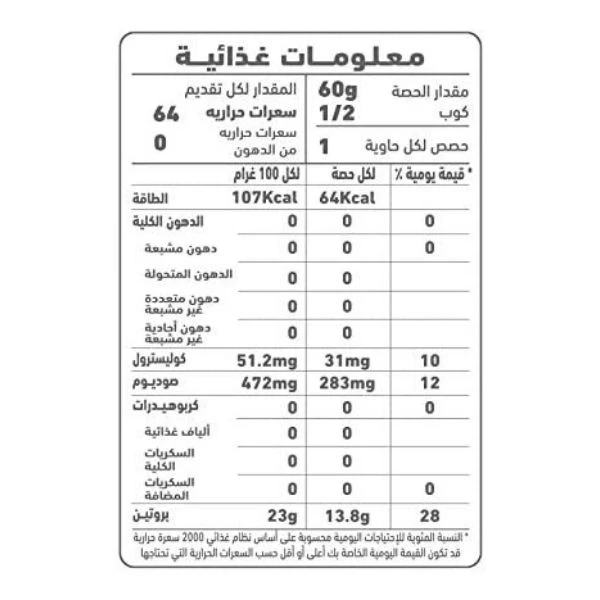 معلومات غذائية
مقدار الحصة 60g
كوب 1/2
حصص لكل حاوية 1
المقدار لكل تقديم
سعرات حراريه 64
سعرات حراريه
من الدهون 0
* قيمة يومية ٪ لكل حصة لكل 100 غرام
الطاقة 107Kcal 64Kcal
الدهون الكلية 0 0 0
دهون مشبعة 0 0 0
الدهون المتحولة 0 0
دهون متعددة
غير مشبعة 0 0
دهون أحادية
غير مشبعة 0 0
كوليسترول 51.2mg 31mg 10
صوديوم 472mg 283mg 12
كربوهيدرات 0 0 0
ألياف غذائية 0 0
السكريات
الكلية 0 0
السكريات
المضافة 0 0 0
بروتين 23g 13.8g 28
* النسبة المئوية للإحتياجات اليومية محسوبة على أساس نظام غذائي 2000 سعرة حرارية
قد تكون القيمة اليومية الخاصة بك أعلى أو أقل حسب السعرات الحرارية التي تحتاجها